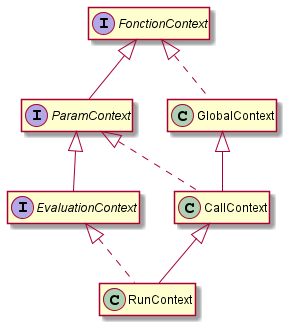 I FonctionContext
I ParamContext
C GlobalContext
I EvaluationContext
C CallContext
C RunContext